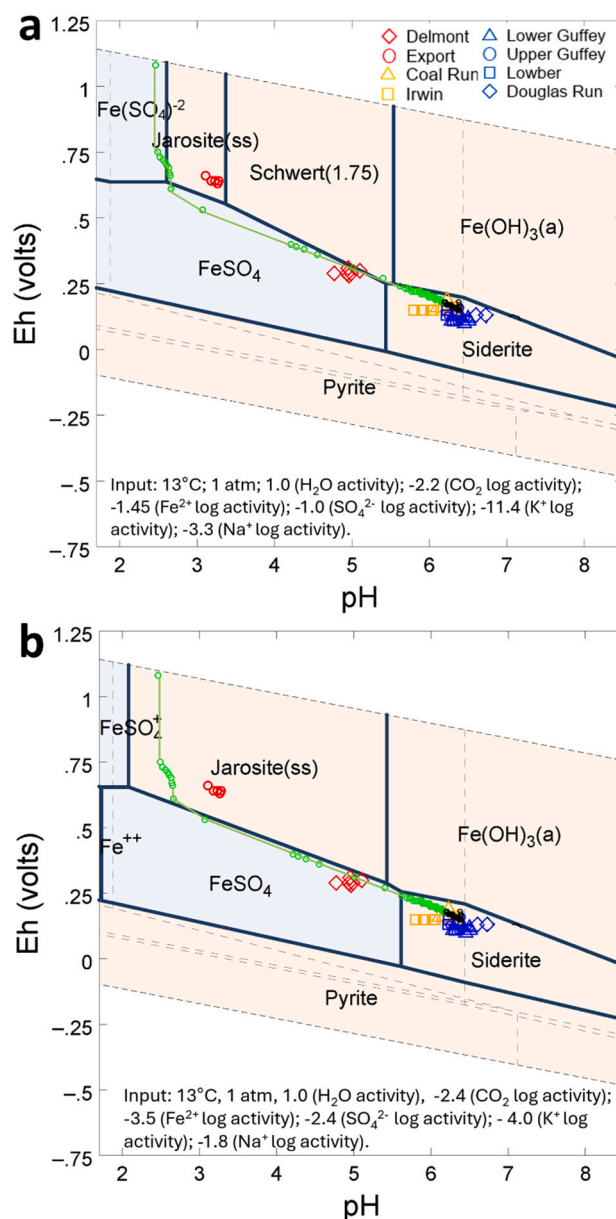 a
Delmont
Export
Coal Run
Irwin
Lower Guffey
Upper Guffey
Lowber
Douglas Run
1.25
1
.75
.5
.25
0
-.25
-.5
-.75
Eh (volts)
Fe(SO₄)⁻²
Jarosite(ss)
Schwert(1.75)
Fe(OH)₃(a)
FeSO₄
Siderite
Pyrite
Input: 13°C; 1 atm; 1.0 (H₂O activity); -2.2 (CO₂ log activity);
-1.45 (Fe²⁺ log activity); -1.0 (SO₄²⁻ log activity); -11.4 (K⁺ log
activity); -3.3 (Na⁺ log activity).
2 3 4 5 6 7 8
pH
b
1.25
1
.75
.5
.25
0
-.25
-.5
-.75
Eh (volts)
FeSO₄⁺
Jarosite(ss)
Fe⁺⁺
Fe(OH)₃(a)
FeSO₄
Siderite
Pyrite
Input: 13°C, 1 atm, 1.0 (H₂O activity), -2.4 (CO₂ log activity);
-3.5 (Fe²⁺ log activity); -2.4 (SO₄²⁻ log activity); - 4.0 (K⁺ log
activity); -1.8 (Na⁺ log activity).
2 3 4 5 6 7 8
pH